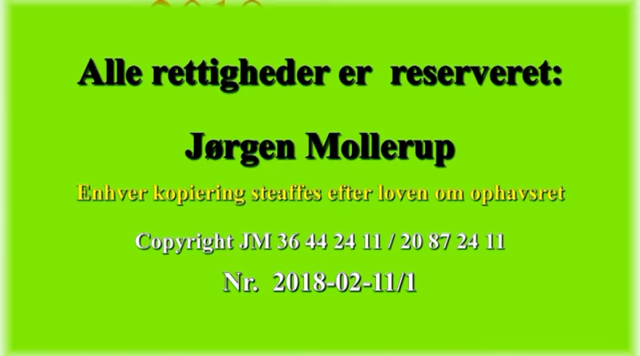 Alle rettigheder er reserveret:
Jørgen Mollerup
Enhver kopiering steaffes efter loven om ophavsret
Copyright JM 36 44 24 11 / 20 87 24 11
Nr. 2018-02-11/1